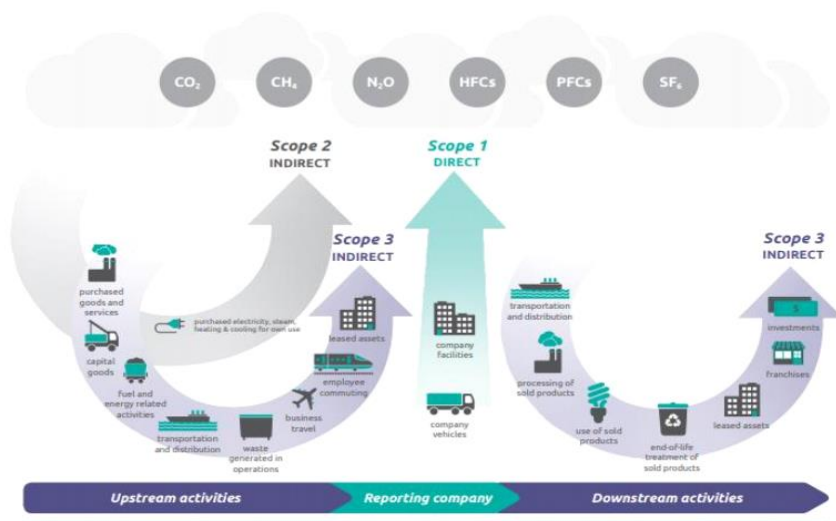 CO₂
CH₄
N₂O
HFCs
PFCs
SF₆
Scope 2
INDIRECT
Scope 1
DIRECT
Scope 3
INDIRECT
Scope 3
INDIRECT
purchased
goods and
services
capital
goods
fuel and
energy related
activities
transportation
and distribution
waste
generated in
operations
business
travel
employee
commuting
leased assets
purchased electricity, steam,
heating & cooling for own use
company
facilities
company
vehicles
transportation
and distribution
processing of
sold products
use of sold
products
end-of-life
treatment of
sold products
leased assets
franchises
$
investments
Upstream activities
Reporting company
Downstream activities